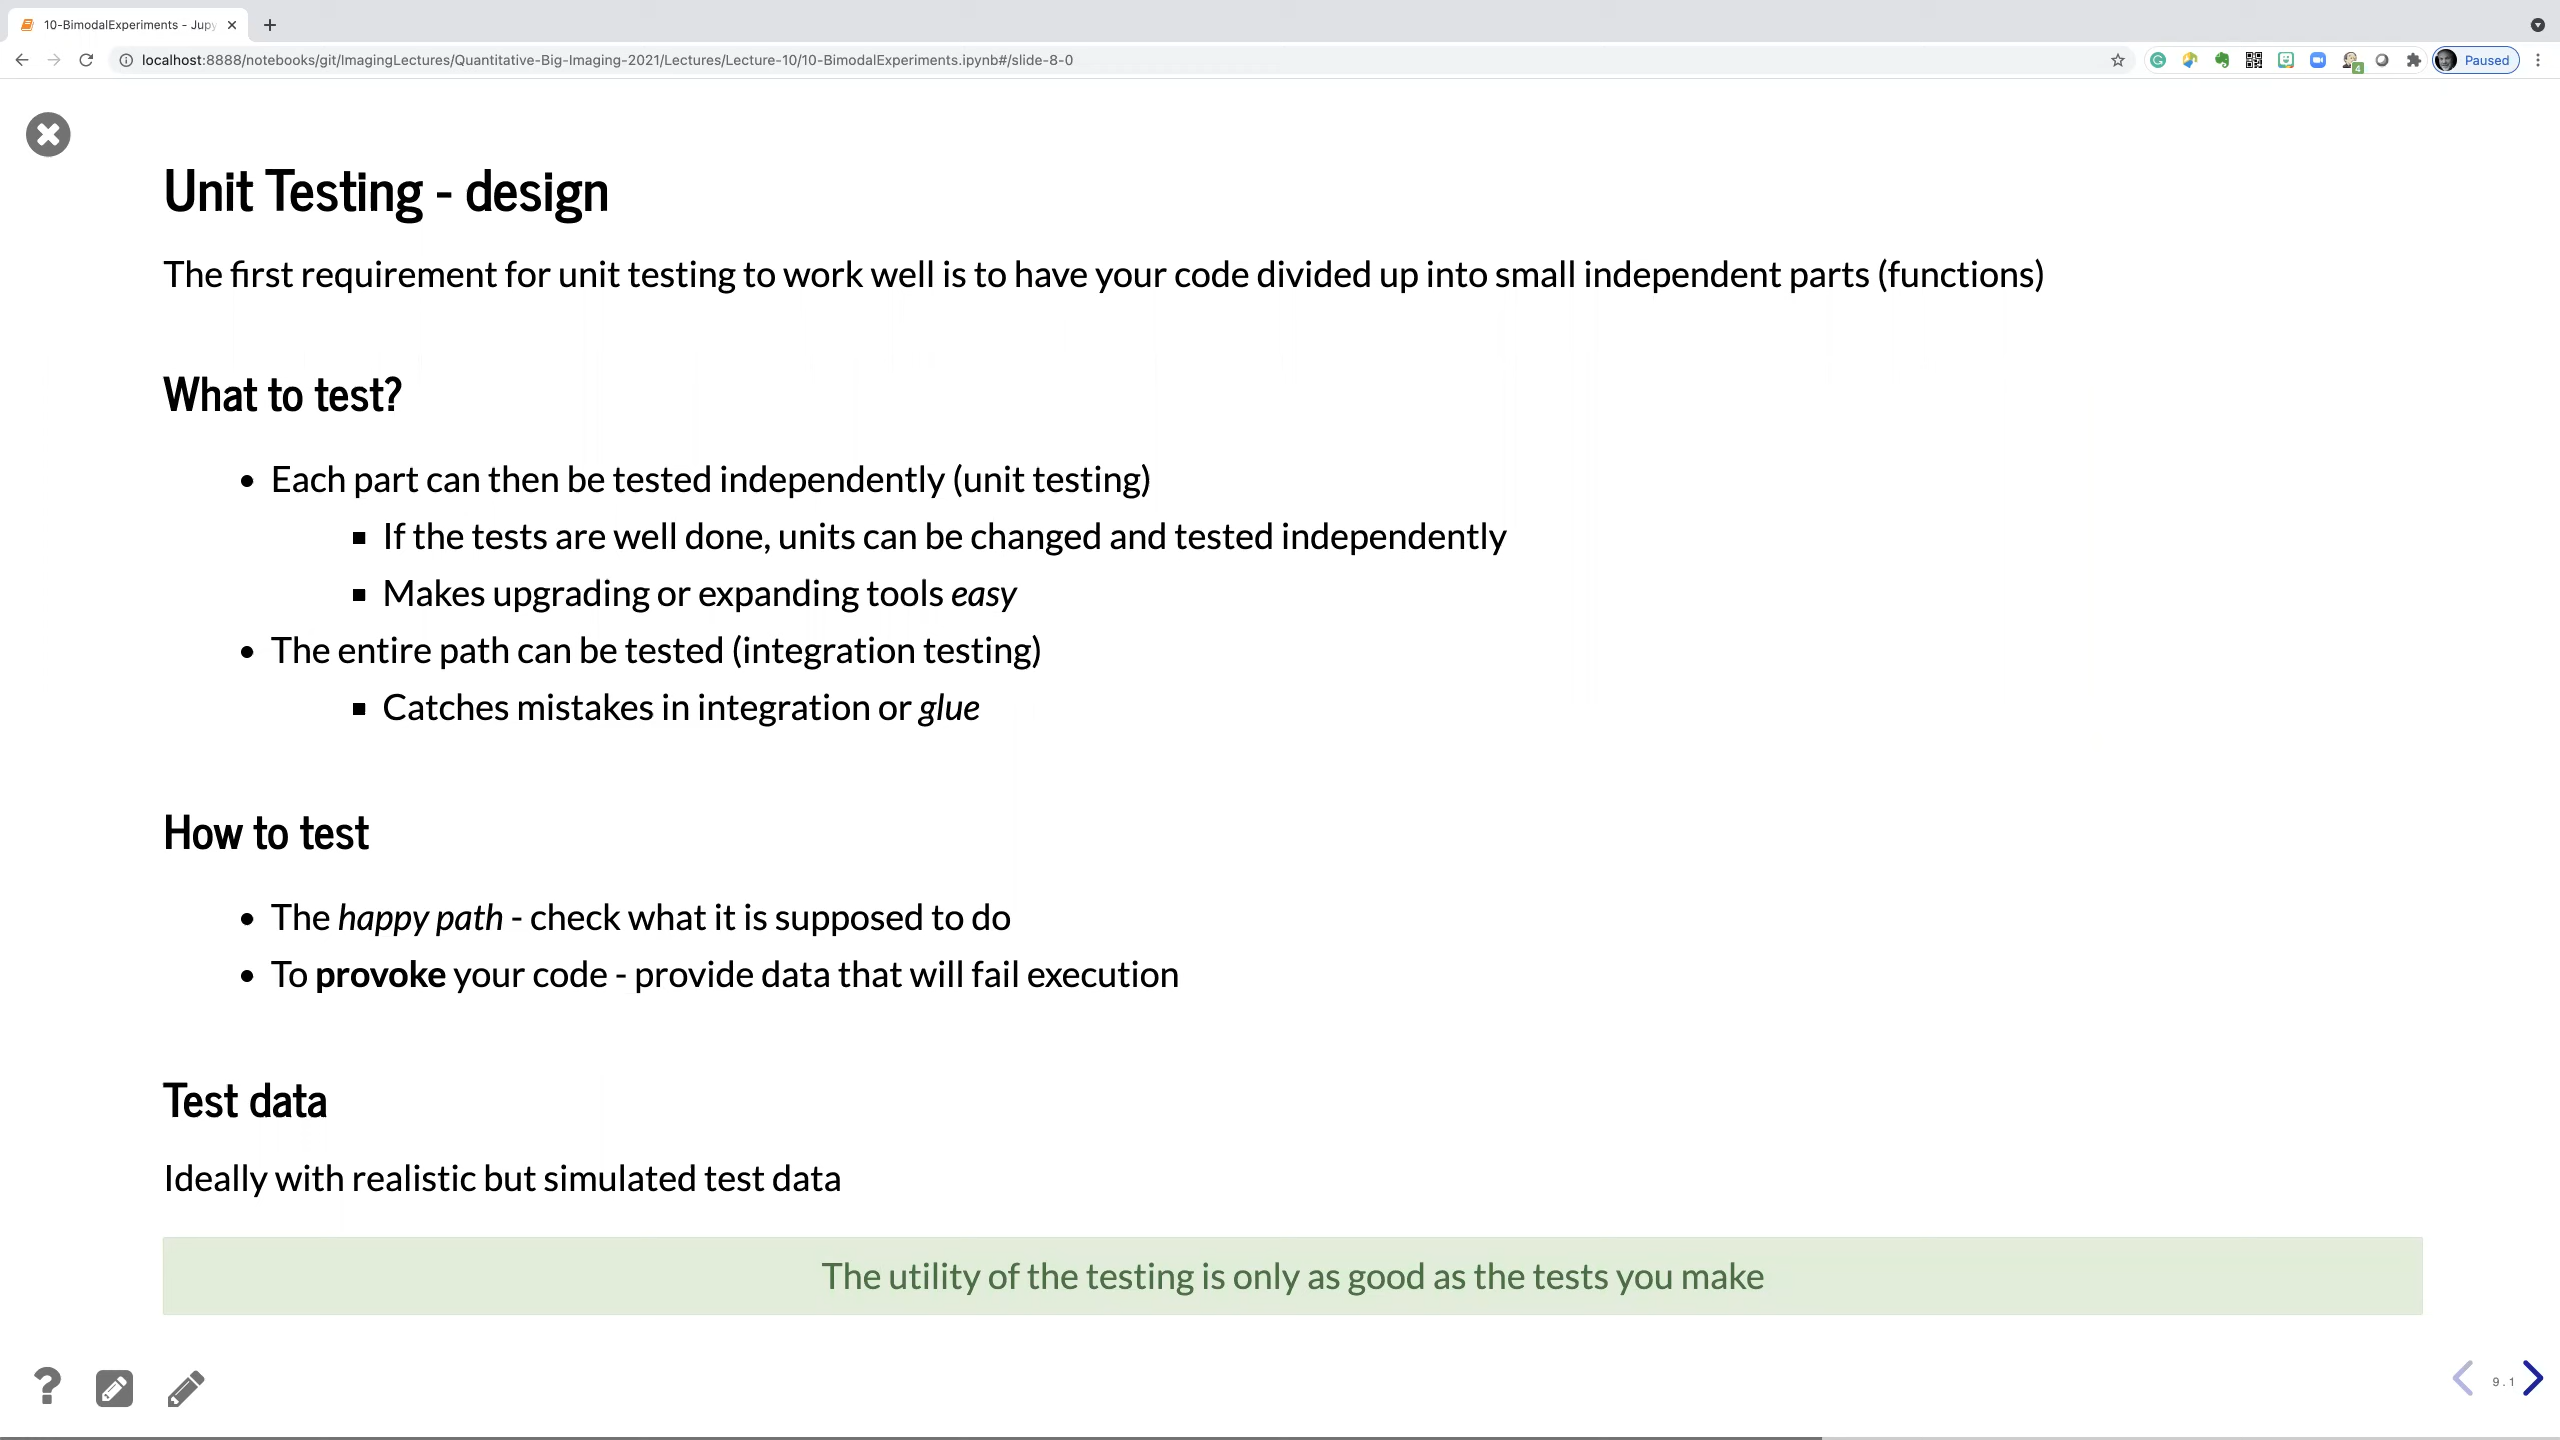 10-BimodalExperiments - Jupy
localhost:8888/notebooks/git/ImagingLectures/Quantitative-Big-Imaging-2021/Lectures/Lecture-10/10-BimodalExperiments.ipynb#/slide-8-0
4
Paused
Unit Testing - design
The first requirement for unit testing to work well is to have your code divided up into small independent parts (functions)
What to test?
• Each part can then be tested independently (unit testing)
▪ If the tests are well done, units can be changed and tested independently
▪ Makes upgrading or expanding tools easy
• The entire path can be tested (integration testing)
▪ Catches mistakes in integration or glue
How to test
• The happy path - check what it is supposed to do
• To provoke your code - provide data that will fail execution
Test data
Ideally with realistic but simulated test data
The utility of the testing is only as good as the tests you make
?
9.1